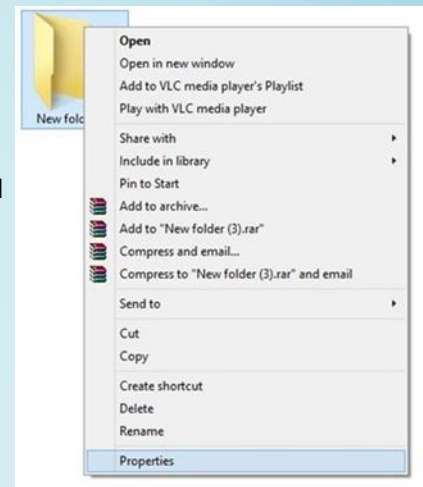 Open
Open in new window
Add to VLC media player's Playlist
Play with VLC media player
New fold
Share with
Include in library
Pin to Start
Add to archive...
Add to "New folder (3).rar"
Compress and email...
Compress to "New folder (3).rar" and email
Send to
Cut
Copy
Create shortcut
Delete
Rename
Properties